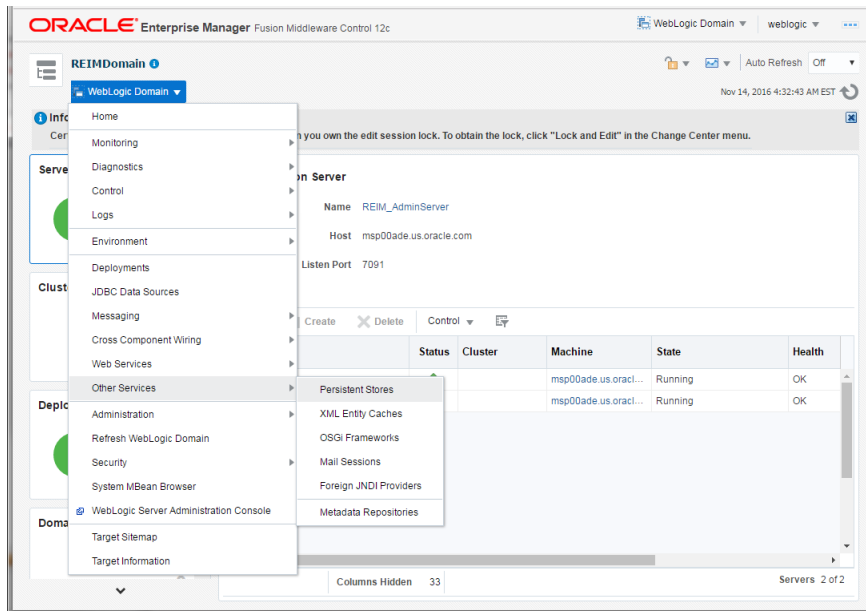 ORACLE Enterprise Manager Fusion Middleware Control 12c
WebLogic Domain
weblogic
REIMDomain
Auto Refresh Off
WebLogic Domain
Nov 14, 2016 4:32:43 AM EST
Home
Monitoring
Diagnostics
Control
Logs
Environment
Deployments
JDBC Data Sources
Messaging
Cross Component Wiring
Web Services
Other Services
Administration
Refresh WebLogic Domain
Security
System MBean Browser
WebLogic Server Administration Console
Target Sitemap
Target Information
Persistent Stores
XML Entity Caches
OSGi Frameworks
Mail Sessions
Foreign JNDI Providers
Metadata Repositories
Info
Cer
you own the edit session lock. To obtain the lock, click "Lock and Edit" in the Change Center menu.
Serve
on Server
Name REIM_AdminServer
Host msp00ade.us.oracle.com
Listen Port 7091
Clust
Create Delete Control
Status Cluster Machine State Health
msp00ade.us.oracl... Running OK
msp00ade.us.oracl... Running OK
Deplo
Doma
Columns Hidden 33
Servers 2 of 2